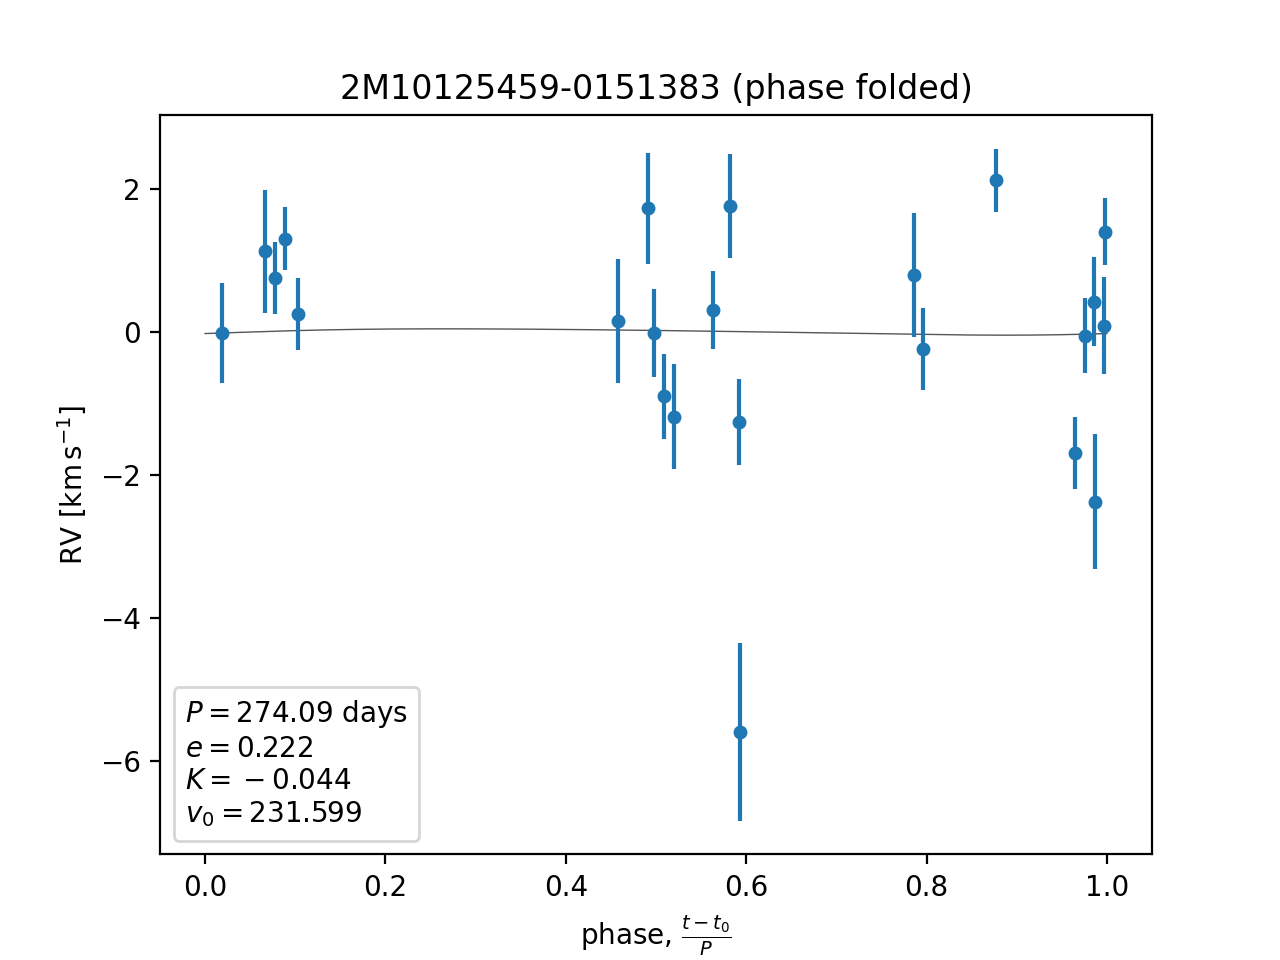 2M10125459-0151383 (phase folded)
RV [km s⁻¹]
2
0
−2
−4
−6
P = 274.09 days
e = 0.222
K = − 0.044
v₀ = 231.599
0.0 0.2 0.4 0.6 0.8 1.0
phase, (t − t₀)/P